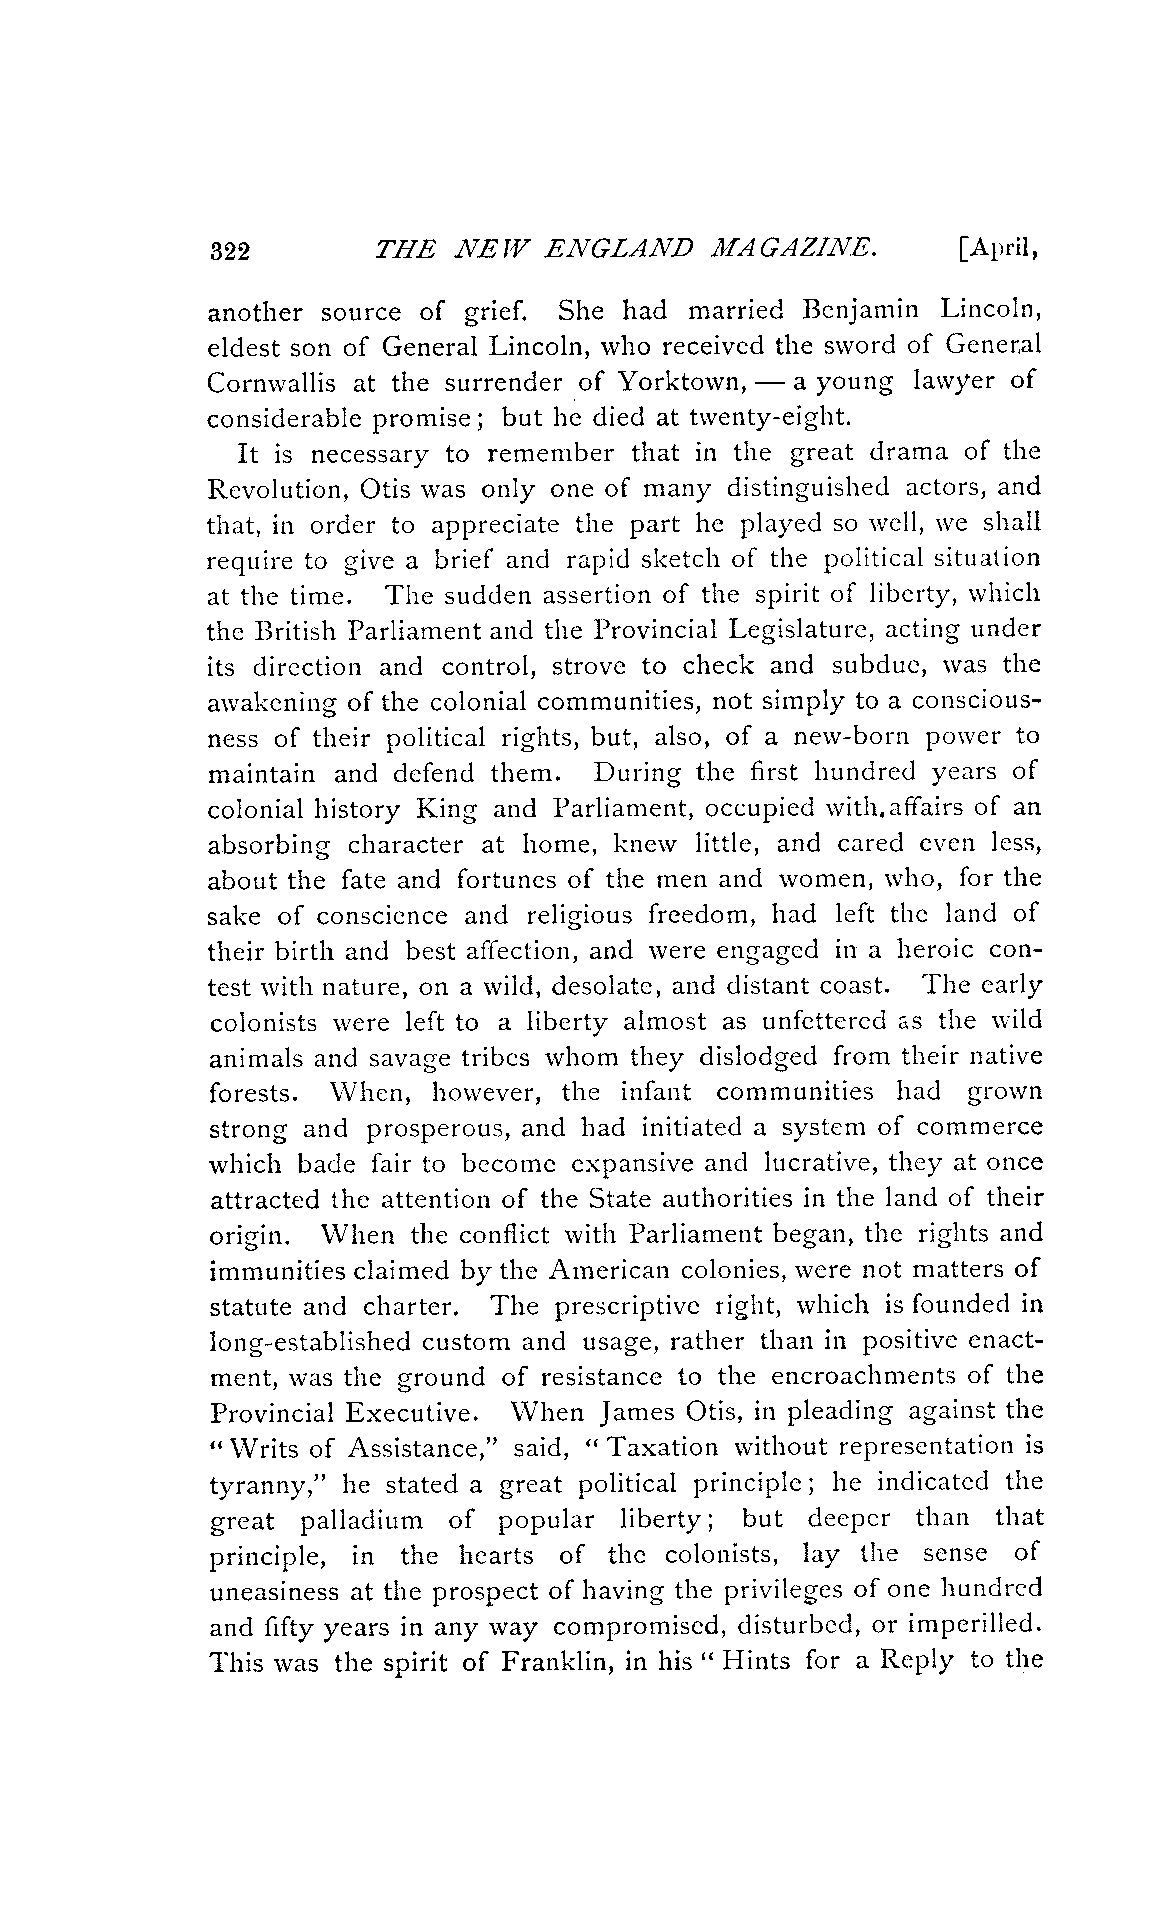 322 THE NEW ENGLAND MAGAZINE. [April,
another source of grief. She had married Benjamin Lincoln,
eldest son of General Lincoln, who received the sword of General
Cornwallis at the surrender of Yorktown, — a young lawyer of
considerable promise; but he died at twenty-eight.
It is necessary to remember that in the great drama of the
Revolution, Otis was only one of many distinguished actors, and
that, in order to appreciate the part he played so well, we shall
require to give a brief and rapid sketch of the political situation
at the time. The sudden assertion of the spirit of liberty, which
the British Parliament and the Provincial Legislature, acting under
its direction and control, strove to check and subdue, was the
awakening of the colonial communities, not simply to a conscious-
ness of their political rights, but, also, of a new-born power to
maintain and defend them. During the first hundred years of
colonial history King and Parliament, occupied with affairs of an
absorbing character at home, knew little, and cared even less,
about the fate and fortunes of the men and women, who, for the
sake of conscience and religious freedom, had left the land of
their birth and best affection, and were engaged in a heroic con-
test with nature, on a wild, desolate, and distant coast. The early
colonists were left to a liberty almost as unfettered as the wild
animals and savage tribes whom they dislodged from their native
forests. When, however, the infant communities had grown
strong and prosperous, and had initiated a system of commerce
which bade fair to become expansive and lucrative, they at once
attracted the attention of the State authorities in the land of their
origin. When the conflict with Parliament began, the rights and
immunities claimed by the American colonies, were not matters of
statute and charter. The prescriptive right, which is founded in
long-established custom and usage, rather than in positive enact-
ment, was the ground of resistance to the encroachments of the
Provincial Executive. When James Otis, in pleading against the
“Writs of Assistance,” said, “Taxation without representation is
tyranny,” he stated a great political principle; he indicated the
great palladium of popular liberty; but deeper than that
principle, in the hearts of the colonists, lay the sense of
uneasiness at the prospect of having the privileges of one hundred
and fifty years in any way compromised, disturbed, or imperilled.
This was the spirit of Franklin, in his “Hints for a Reply to the